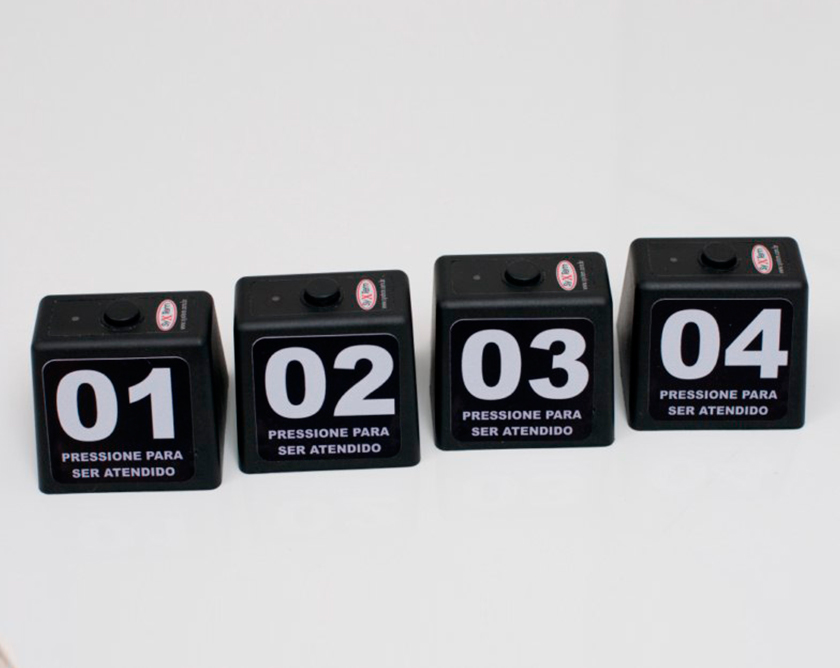 01
PRESSIONE PARA
SER ATENDIDO
02
PRESSIONE PARA
SER ATENDIDO
03
PRESSIONE PARA
SER ATENDIDO
04
PRESSIONE PARA
SER ATENDIDO